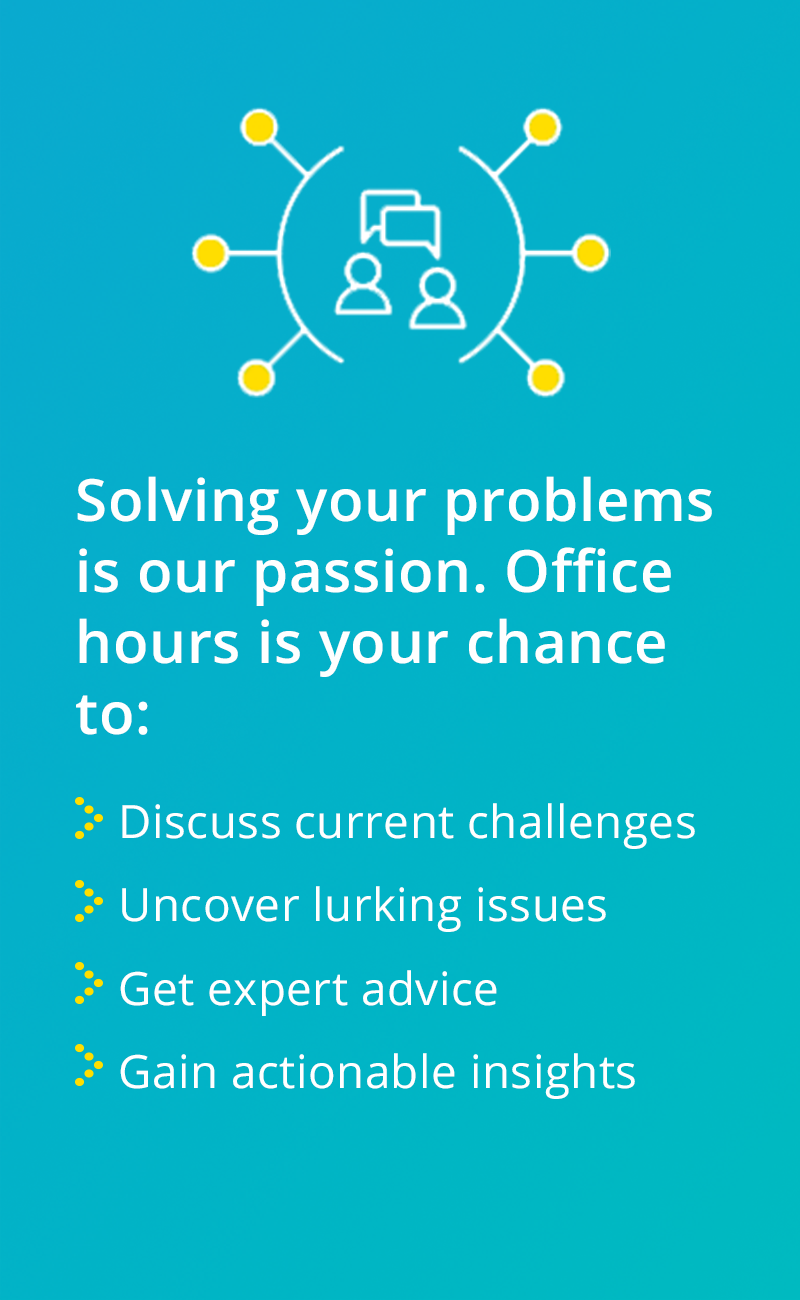 Solving your problems
is our passion. Office
hours is your chance
to:
Discuss current challenges
Uncover lurking issues
Get expert advice
Gain actionable insights